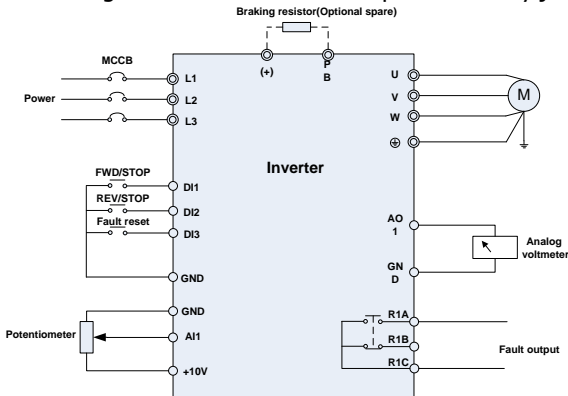 Braking resistor(Optional spare)
MCCB
(+)
P
B
L1
L2
L3
Power
U
V
W
M
Inverter
FWD/STOP
DI1
REV/STOP
DI2
Fault reset
DI3
GND
AO
1
GN
D
Analog
voltmeter
GND
Potentiometer
AI1
+10V
R1A
R1B
R1C
Fault output